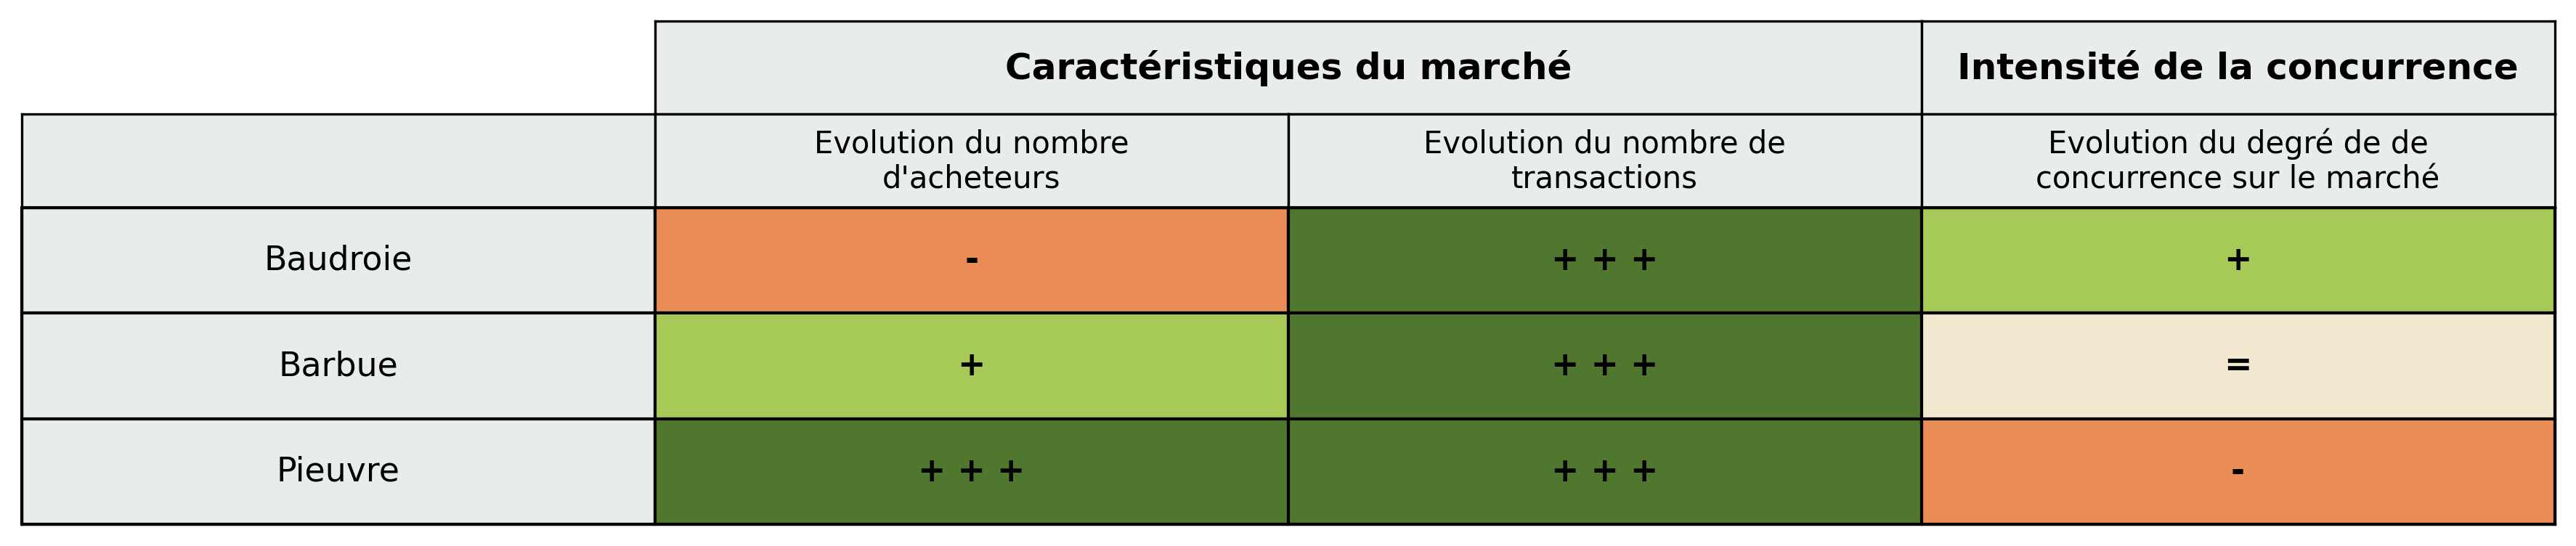 Caractéristiques du marché
Intensité de la concurrence
Evolution du nombre
d'acheteurs
Evolution du nombre de
transactions
Evolution du degré de de
concurrence sur le marché
Baudroie
-
+ + +
+
Barbue
+
+ + +
=
Pieuvre
+ + +
+ + +
-